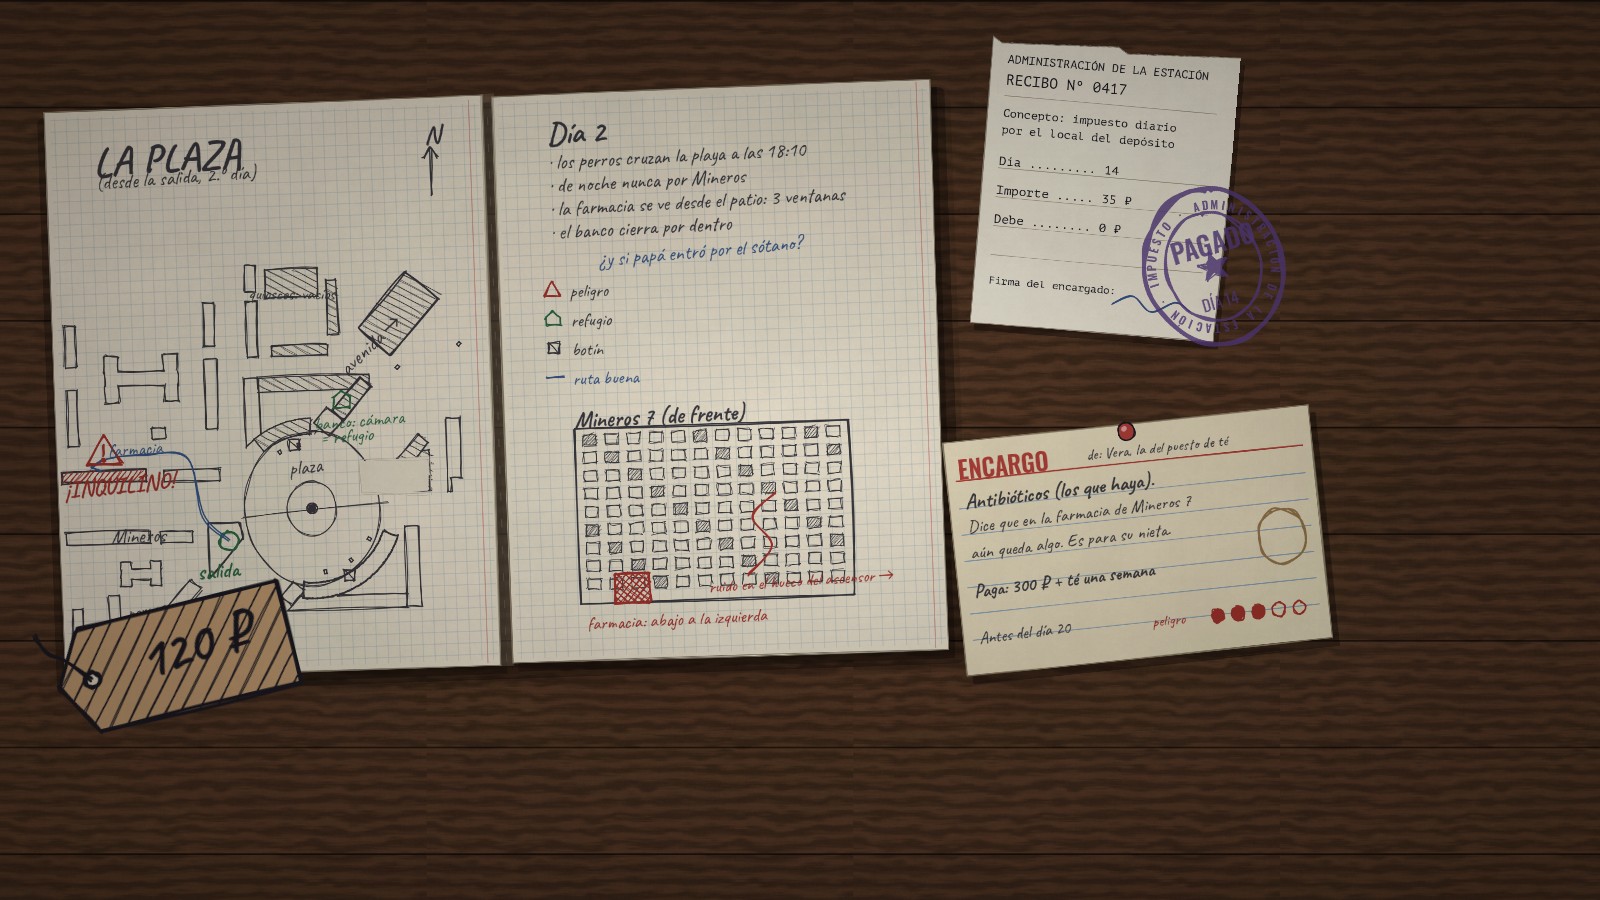 LA PLAZA
(desde la salida, 2.º día)
N
quioscos: vacíos
avenida
banco: cámara
= refugio
farmacia
plaza
¡INQUILINO!
Mineros
salida
120 ₽
Día 2
· los perros cruzan la playa a las 18:10
· de noche nunca por Mineros
· la farmacia se ve desde el patio: 3 ventanas
· el banco cierra por dentro
¿y si papá entró por el sótano?
peligro
refugio
botín
ruta buena
Mineros 7 (de frente)
ruido en el hueco del ascensor →
farmacia: abajo a la izquierda
ADMINISTRACIÓN DE LA ESTACIÓN
RECIBO Nº 0417
Concepto: impuesto diario
por el local del depósito
Día ......... 14
Importe ..... 35 ₽
Debe ........ 0 ₽
Firma del encargado:
IMPUESTO · ADMINISTRACIÓN DE LA ESTACIÓN ·
PAGADO
DÍA 14
ENCARGO
de: Vera, la del puesto de té
Antibióticos (los que haya).
Dice que en la farmacia de Mineros 7
aún queda algo. Es para su nieta.
Paga: 300 ₽ + té una semana
Antes del día 20
peligro